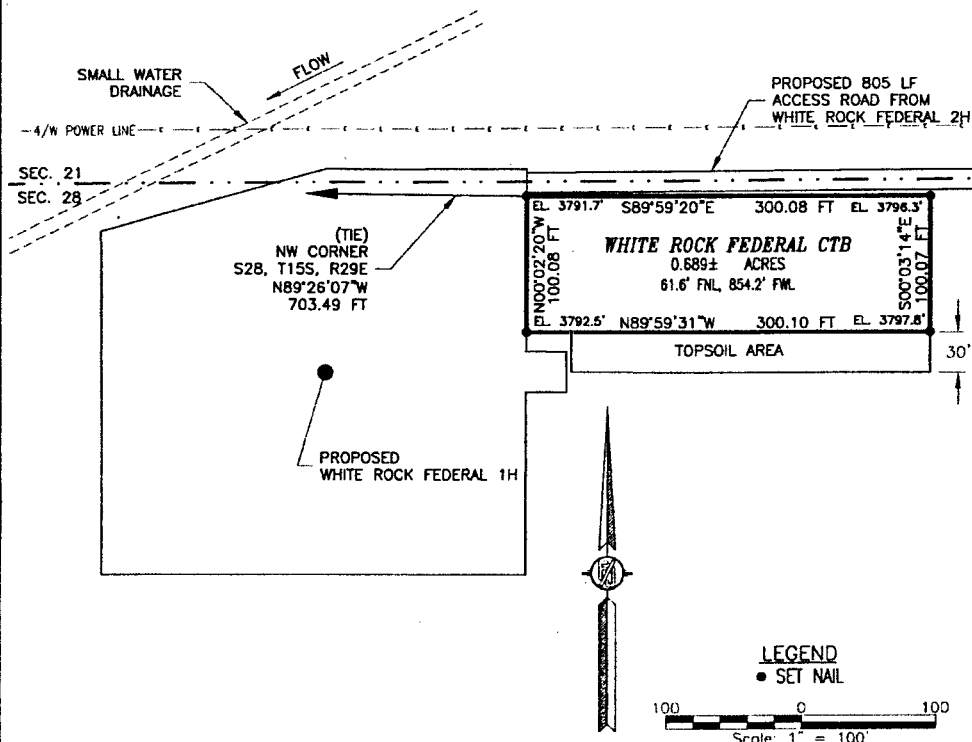 SMALL WATER
DRAINAGE
FLOW
PROPOSED 805 LF
ACCESS ROAD FROM
WHITE ROCK FEDERAL 2H
4/W POWER LINE
SEC. 21
SEC. 28
(TIE)
NW CORNER
S28, T15S, R29E
N89°26'07"W
703.49 FT
EL. 3791.7' S89°59'20"E 300.08 FT EL. 3796.3'
N00°02'20"W
100.08 FT
WHITE ROCK FEDERAL CTB
0.689± ACRES
61.6' FNL, 854.2' FWL
S00°03'14"E
100.07 FT
EL. 3792.5' N89°59'31"W 300.10 FT EL. 3797.8'
TOPSOIL AREA
30'
PROPOSED
WHITE ROCK FEDERAL 1H
LEGEND
● SET NAIL
100 0 100
Scale: 1" = 100'